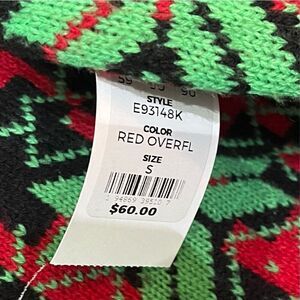 STYLE
E93148K
COLOR
RED OVERFL
SIZE
S
$60.00